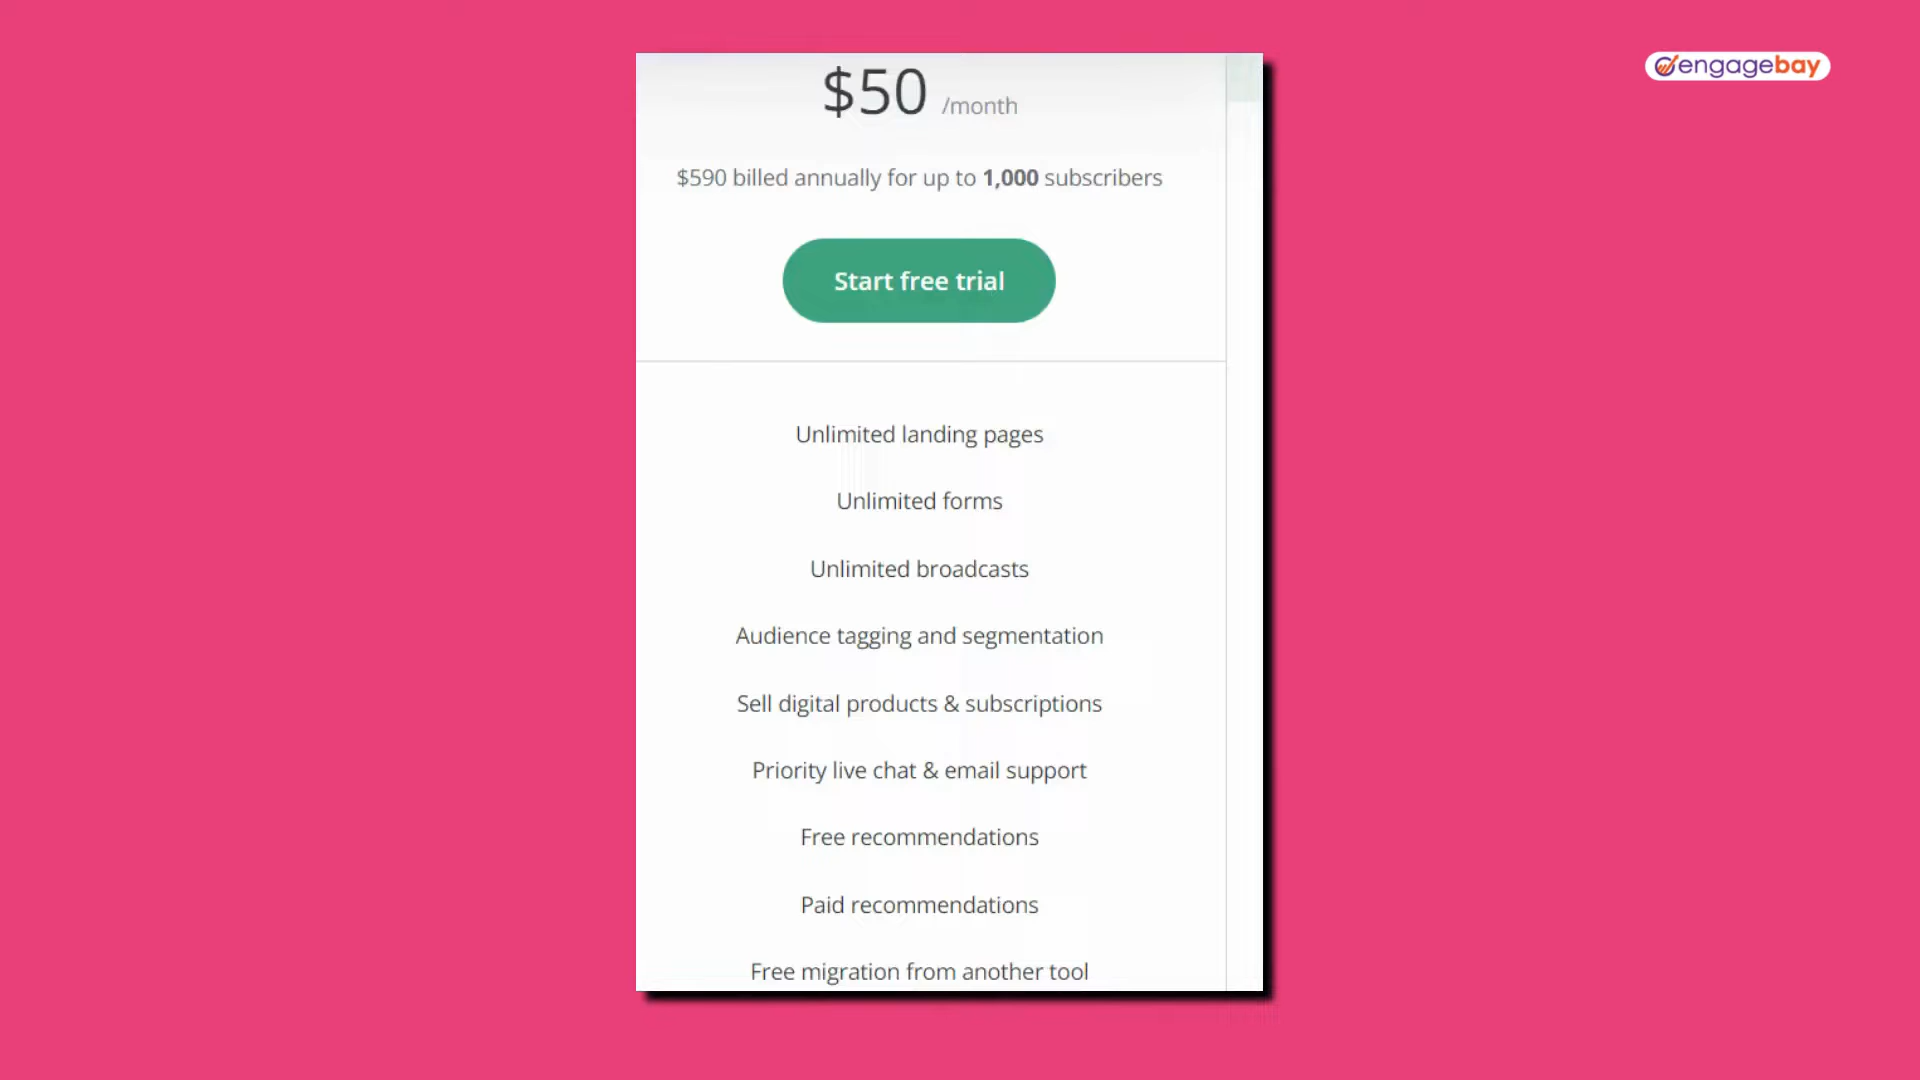 engagebay
$50 /month
$590 billed annually for up to 1,000 subscribers
Start free trial
Unlimited landing pages
Unlimited forms
Unlimited broadcasts
Audience tagging and segmentation
Sell digital products & subscriptions
Priority live chat & email support
Free recommendations
Paid recommendations
Free migration from another tool